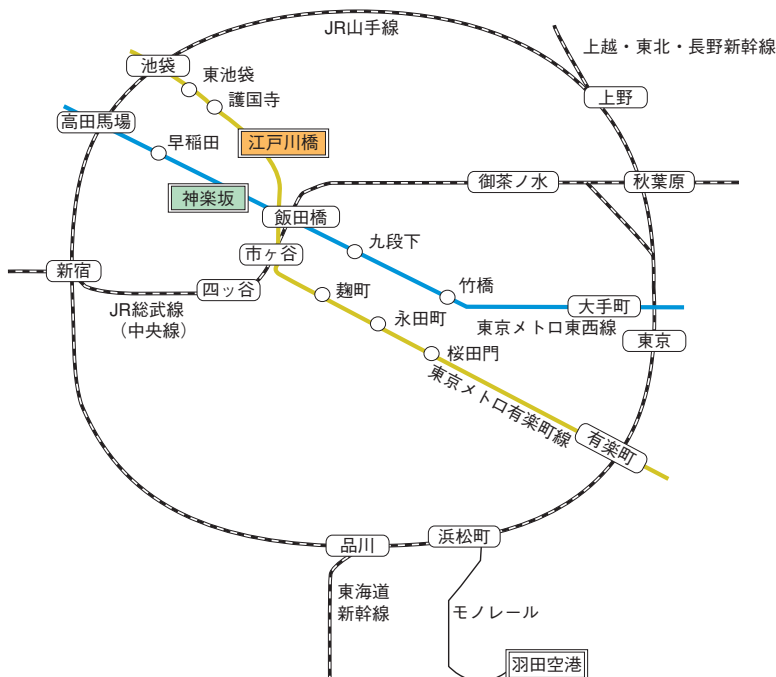 JR山手線
上越・東北・長野新幹線
池袋
東池袋
護国寺
上野
高田馬場
早稲田
江戸川橋
神楽坂
御茶ノ水
秋葉原
飯田橋
市ヶ谷
九段下
新宿
四ッ谷
麹町
竹橋
JR総武線
（中央線）
永田町
大手町
東京メトロ東西線
東京
桜田門
東京メトロ有楽町線
有楽町
品川
浜松町
東海道
新幹線
モノレール
羽田空港